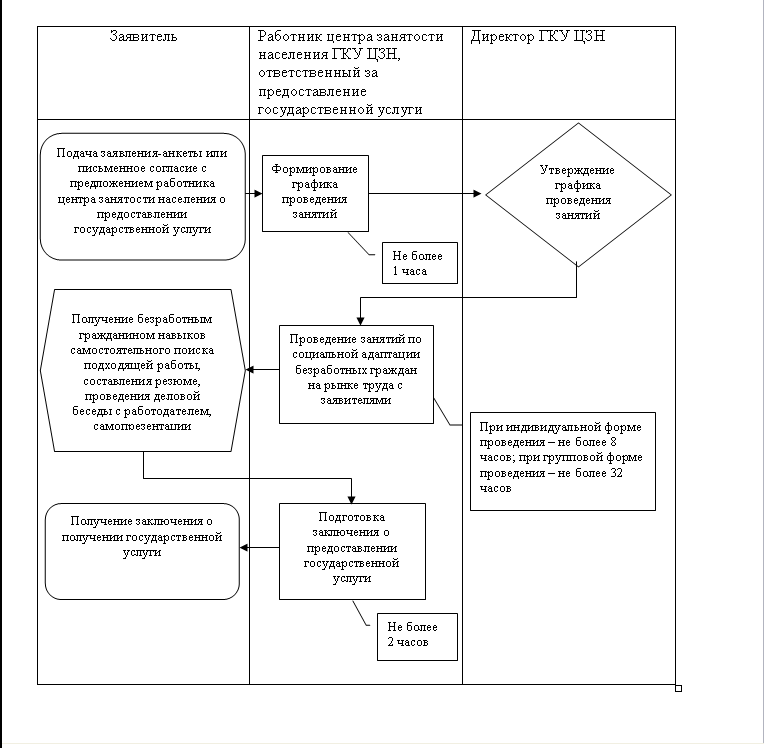 Заявитель
Работник центра занятости
населения ГКУ ЦЗН,
ответственный за
предоставление
государственной услуги
Директор ГКУ ЦЗН
Подача заявления-анкеты или
письменное согласие с
предложением работника
центра занятости населения о
предоставлении
государственной услуги
Формирование
графика
проведения
занятий
Утверждение
графика
проведения
занятий
Не более
1 часа
Получение безработным
гражданином навыков
самостоятельного поиска
подходящей работы,
составления резюме,
проведения деловой
беседы с работодателем,
самопрезентации
Проведение занятий по
социальной адаптации
безработных граждан
на рынке труда с
заявителями
При индивидуальной форме
проведения – не более 8
часов; при групповой форме
проведения – не более 32
часов
Получение заключения о
получении государственной
услуги
Подготовка
заключения о
предоставлении
государственной
услуги
Не более
2 часов